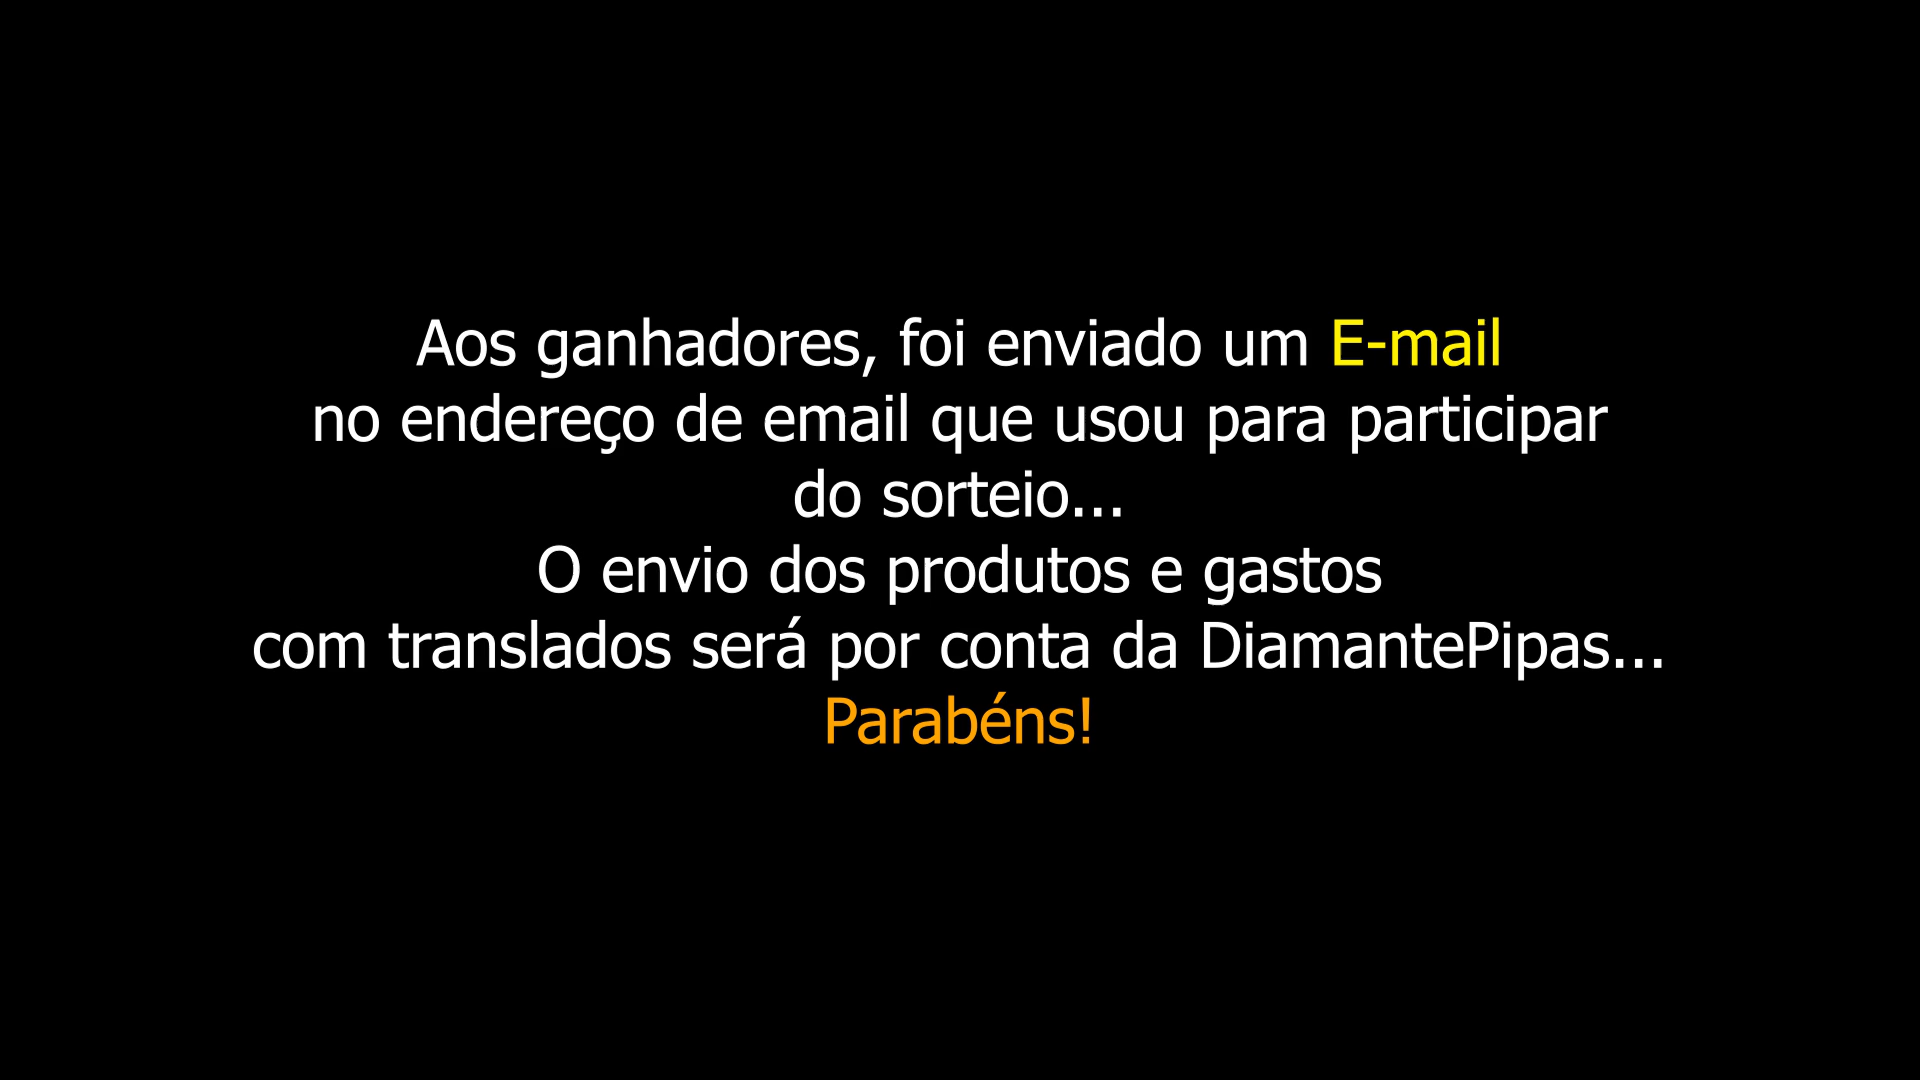 Aos ganhadores, foi enviado um E-mail
no endereço de email que usou para participar
do sorteio...
O envio dos produtos e gastos
com translados será por conta da DiamantePipas...
Parabéns!